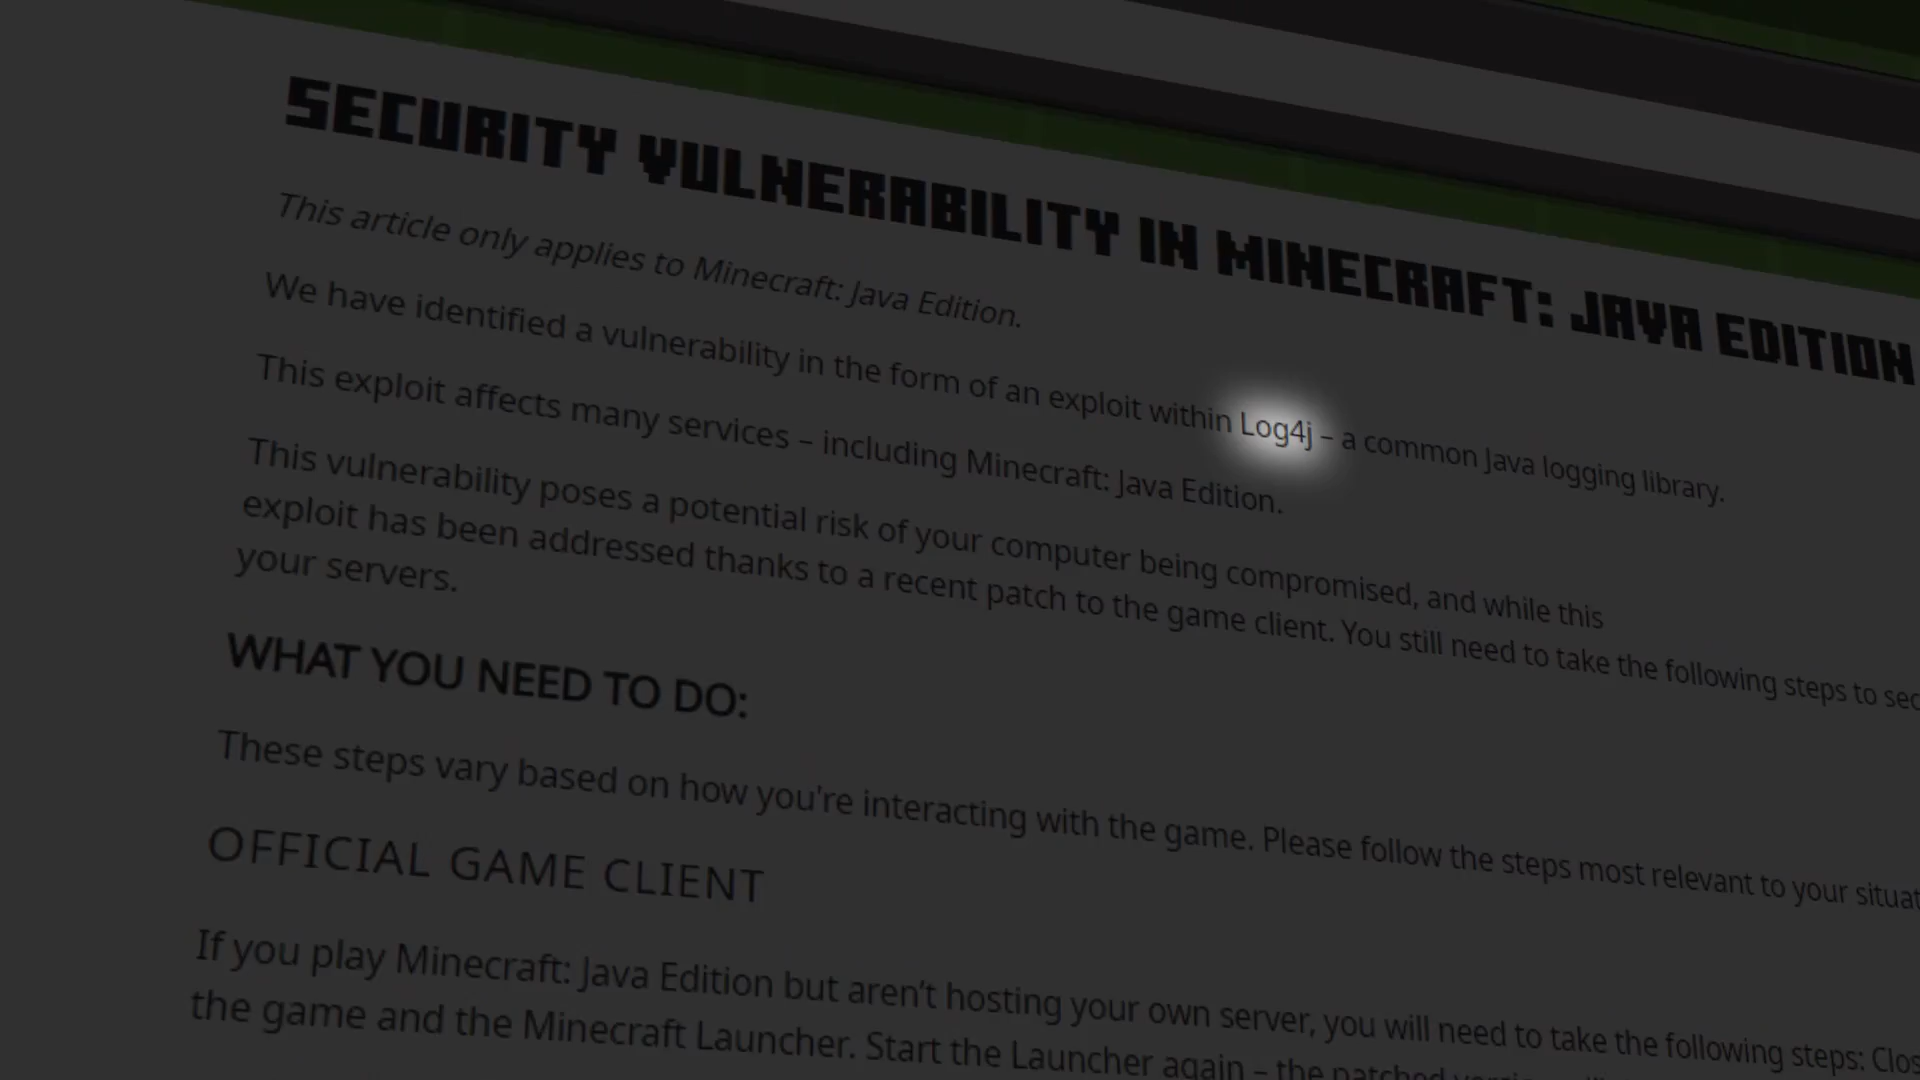 SECURITY VULNERABILITY IN MINECRAFT: JAVA EDITION
This article only applies to Minecraft: Java Edition.
We have identified a vulnerability in the form of an exploit within Log4j – a common Java logging library.
This exploit affects many services – including Minecraft: Java Edition.
This vulnerability poses a potential risk of your computer being compromised, and while this
exploit has been addressed thanks to a recent patch to the game client. You still need to take the following steps to
your servers.
WHAT YOU NEED TO DO:
These steps vary based on how you're interacting with the game. Please follow the steps most relevant to your
OFFICIAL GAME CLIENT
If you play Minecraft: Java Edition but aren't hosting your own server, you will need to take the following steps:
the game and the Minecraft Launcher. Start the Launcher again – the patched